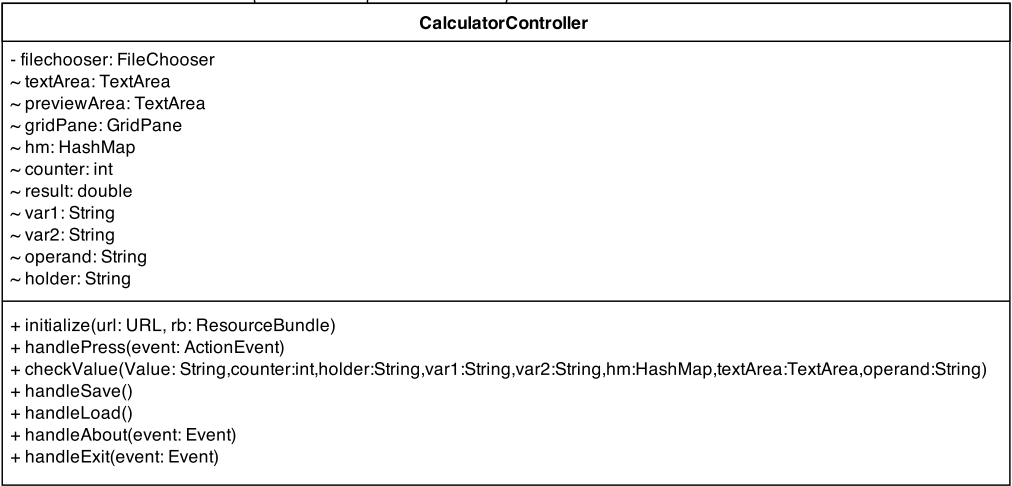 CalculatorController
- filechooser: FileChooser
~ textArea: TextArea
~ previewArea: TextArea
~ gridPane: GridPane
~ hm: HashMap
~ counter: int
~ result: double
~ var1: String
~ var2: String
~ operand: String
~ holder: String
+ initialize(url: URL, rb: ResourceBundle)
+ handlePress(event: ActionEvent)
+ checkValue(Value: String,counter:int,holder:String,var1:String,var2:String,hm:HashMap,textArea:TextArea,operand:String)
+ handleSave()
+ handleLoad()
+ handleAbout(event: Event)
+ handleExit(event: Event)